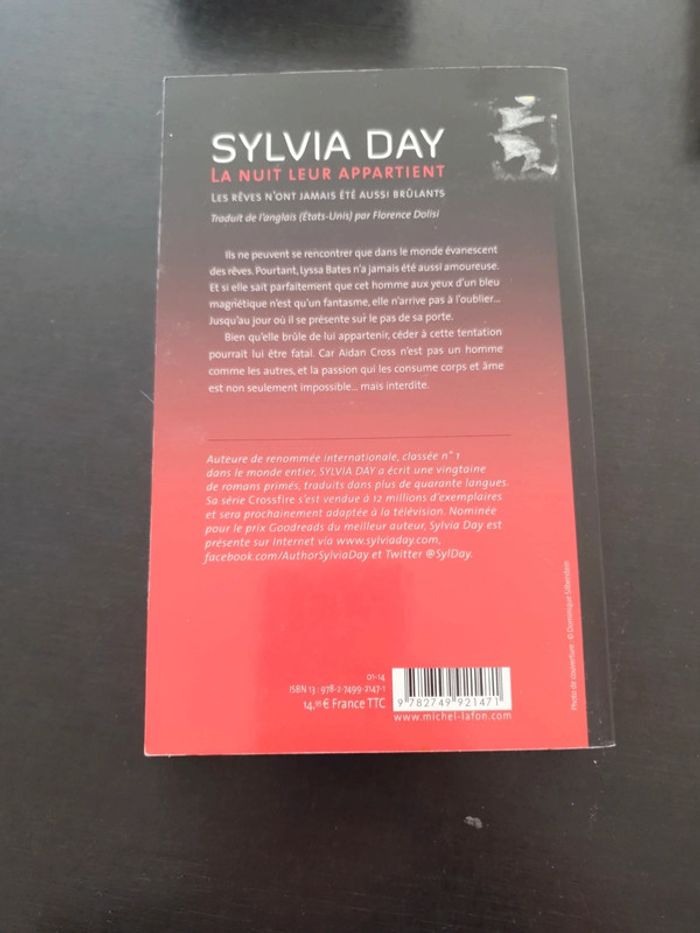 SYLVIA DAY
LA NUIT LEUR APPARTIENT
LES RÊVES N'ONT JAMAIS ÉTÉ AUSSI BRÛLANTS
Traduit de l'anglais (États-Unis) par Florence Dolisi
Ils ne peuvent se rencontrer que dans le monde évanescent
des rêves. Pourtant, Lyssa Bates n'a jamais été aussi amoureuse.
Et si elle sait parfaitement que cet homme aux yeux d'un bleu
magnétique n'est qu'un fantasme, elle n'arrive pas à l'oublier...
Jusqu'au jour où il se présente sur le pas de sa porte.
Bien qu'elle brûle de lui appartenir, céder à cette tentation
pourrait lui être fatal. Car Aidan Cross n'est pas un homme
comme les autres, et la passion qui les consume corps et âme
est non seulement impossible... mais interdite.
Auteure de renommée internationale, classée n° 1
dans le monde entier, SYLVIA DAY a écrit une vingtaine
de romans primés, traduits dans plus de quarante langues.
Sa série Crossfire s'est vendue à 12 millions d'exemplaires
et sera prochainement adaptée à la télévision. Nominée
pour le prix Goodreads du meilleur auteur, Sylvia Day est
présente sur Internet via www.sylviaday.com,
facebook.com/AuthorSylviaDay et Twitter @SylDay.
01-14
ISBN 13 : 978-2-7499-2147-1
14,95 € France TTC
9 782749 921471
www.michel-lafon.com
Photo de couverture : © Dominique Silberstein